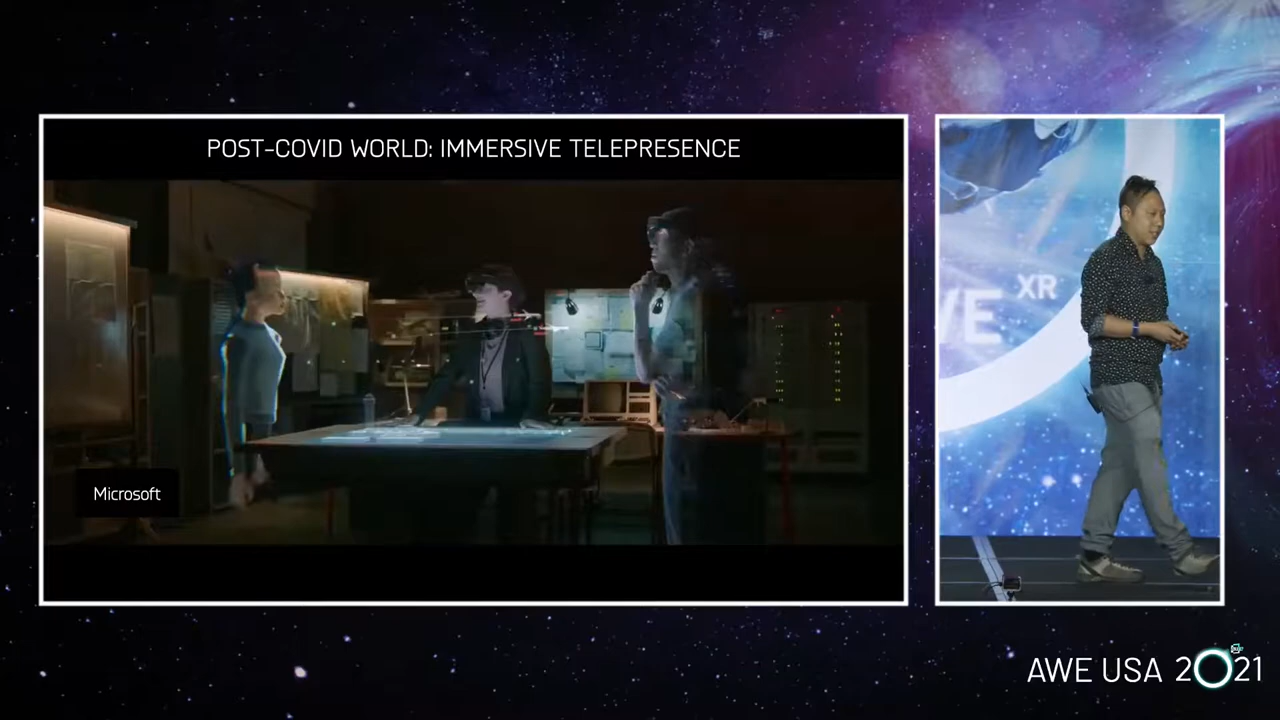 POST-COVID WORLD: IMMERSIVE TELEPRESENCE
Microsoft
XR
AWE USA 2021